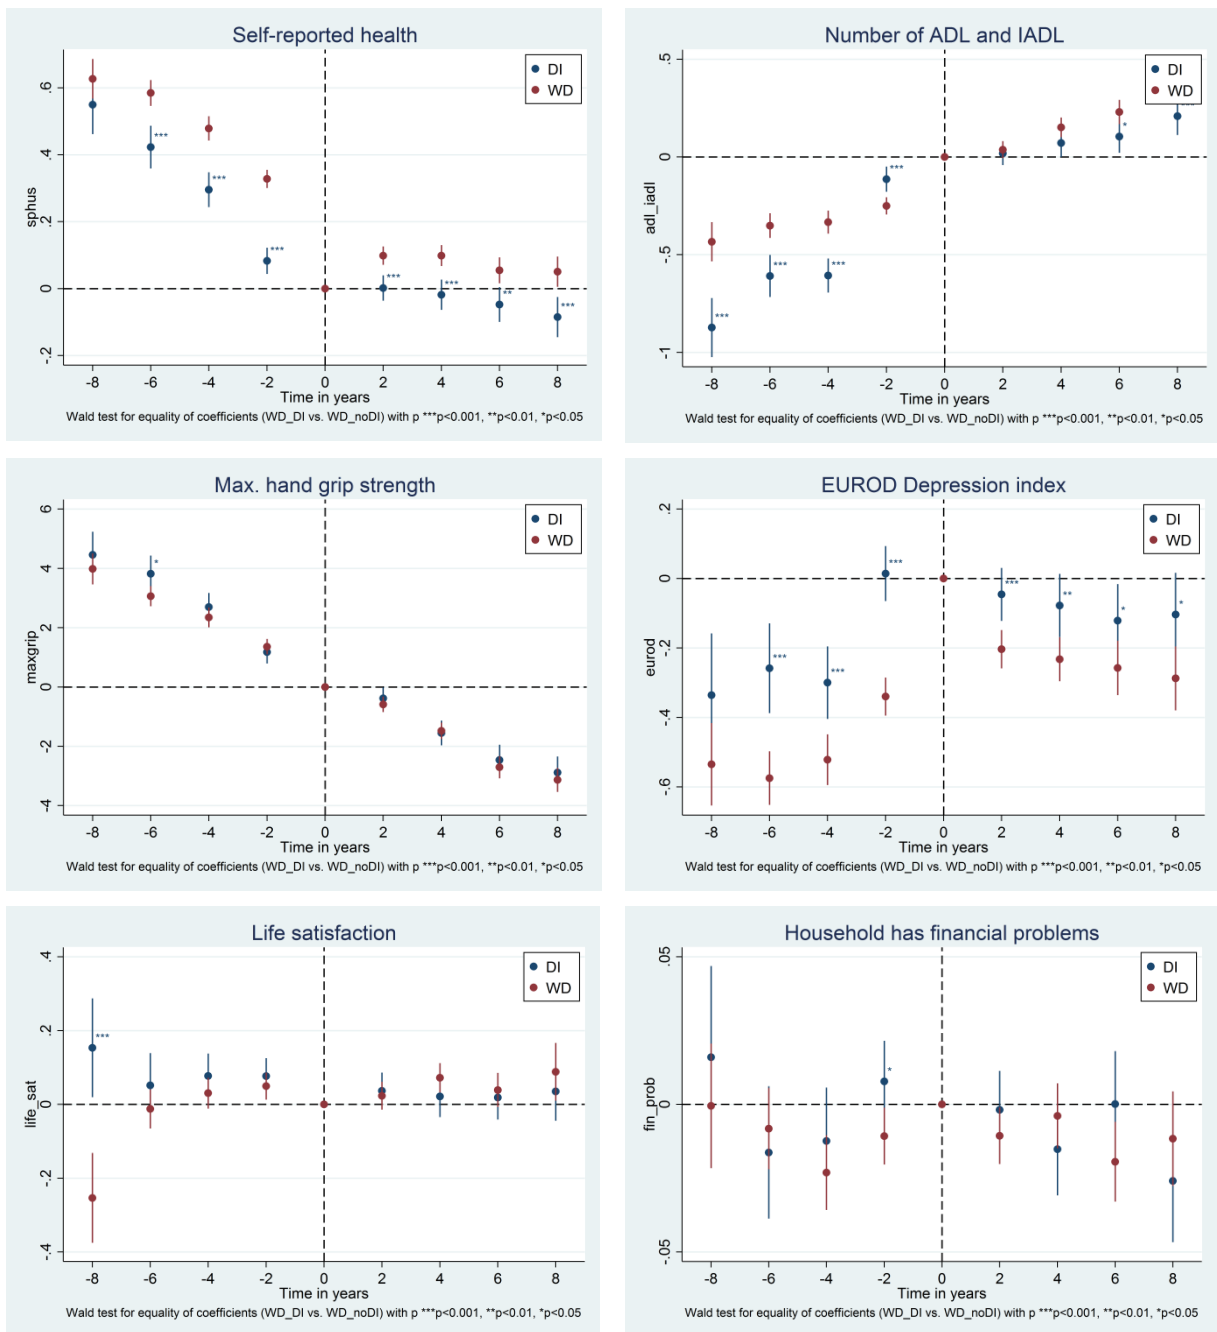 Self-reported health
DI
WD
.6
.4
.2
0
-.2
sphus
-8 -6 -4 -2 0 2 4 6 8
*** *** *** *** *** ** ***
Time in years
Wald test for equality of coefficients (WD_DI vs. WD_noDI) with p ***p<0.001, **p<0.01, *p<0.05
Number of ADL and IADL
DI
WD
.5
0
-.5
-1
adl_iadl
*** *** *** *** * ***
-8 -6 -4 -2 0 2 4 6 8
Time in years
Wald test for equality of coefficients (WD_DI vs. WD_noDI) with p ***p<0.001, **p<0.01, *p<0.05
Max. hand grip strength
DI
WD
6
4
2
0
-2
-4
maxgrip
*
-8 -6 -4 -2 0 2 4 6 8
Time in years
Wald test for equality of coefficients (WD_DI vs. WD_noDI) with p ***p<0.001, **p<0.01, *p<0.05
EUROD Depression index
DI
WD
.2
0
-.2
-.4
-.6
eurod
*** *** *** *** ** * *
-8 -6 -4 -2 0 2 4 6 8
Time in years
Wald test for equality of coefficients (WD_DI vs. WD_noDI) with p ***p<0.001, **p<0.01, *p<0.05
Life satisfaction
DI
WD
.4
.2
0
-.2
-.4
life_sat
***
-8 -6 -4 -2 0 2 4 6 8
Time in years
Wald test for equality of coefficients (WD_DI vs. WD_noDI) with p ***p<0.001, **p<0.01, *p<0.05
Household has financial problems
DI
WD
.05
0
-.05
fin_prob
*
-8 -6 -4 -2 0 2 4 6 8
Time in years
Wald test for equality of coefficients (WD_DI vs. WD_noDI) with p ***p<0.001, **p<0.01, *p<0.05